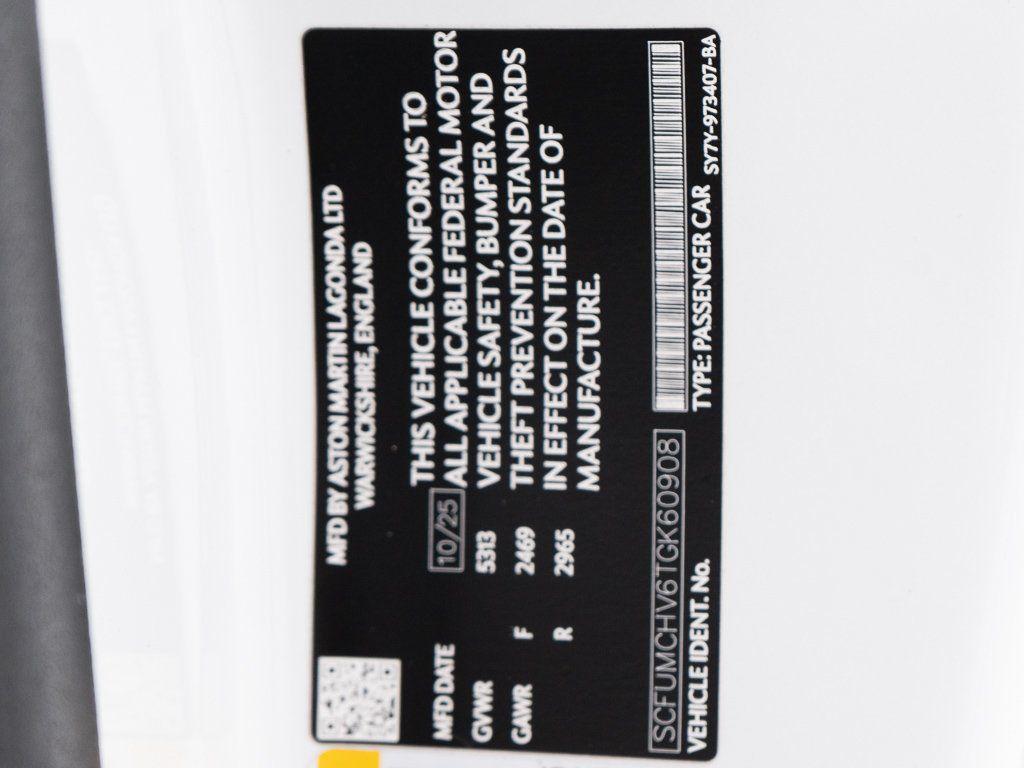 MFD BY ASTON MARTIN LAGONDA LTD
WARWICKSHIRE, ENGLAND
MFD DATE 10/25
GVWR 5313
GAWR F 2469
R 2965
THIS VEHICLE CONFORMS TO
ALL APPLICABLE FEDERAL MOTOR
VEHICLE SAFETY, BUMPER AND
THEFT PREVENTION STANDARDS
IN EFFECT ON THE DATE OF
MANUFACTURE.
SCFUMCHV6TGK60908
VEHICLE IDENT. No.
TYPE: PASSENGER CAR
SY7Y-973407-BA